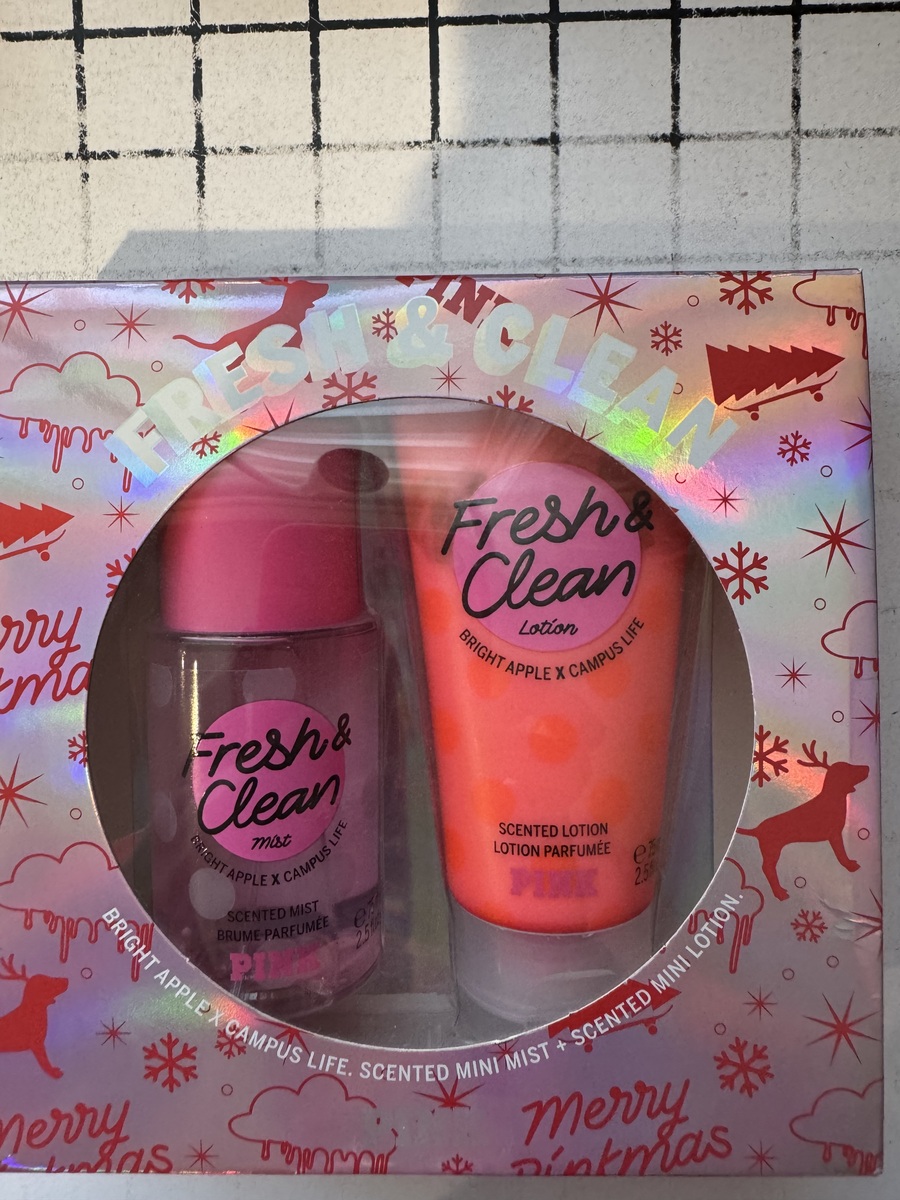 FRESH & CLEAN
Fresh &
Clean
Lotion
BRIGHT APPLE X CAMPUS LIFE
SCENTED LOTION
LOTION PARFUMÉE
PINK
Fresh &
Clean
Mist
BRIGHT APPLE X CAMPUS LIFE
SCENTED MIST
BRUME PARFUMÉE
PINK
BRIGHT APPLE X CAMPUS LIFE. SCENTED MINI MIST + SCENTED MINI LOTION.
Merry
Merry
pinkmas